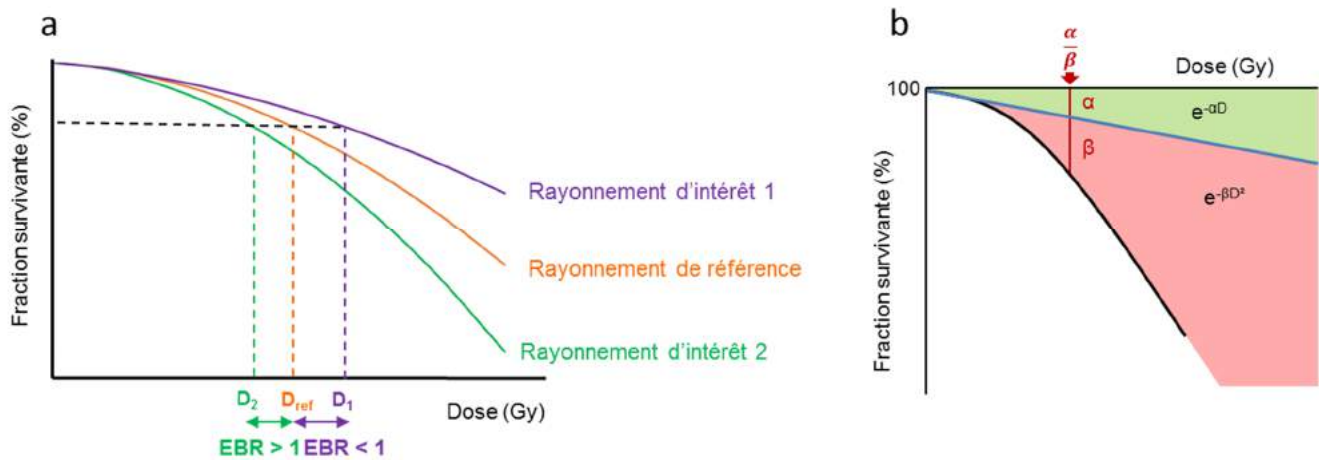 a
Fraction survivante (%)
Rayonnement d'intérêt 1
Rayonnement de référence
Rayonnement d'intérêt 2
D2 Dref D1
Dose (Gy)
EBR > 1 EBR < 1
b
α
β
Dose (Gy)
100
α
e-αD
β
e-βD²
Fraction survivante (%)